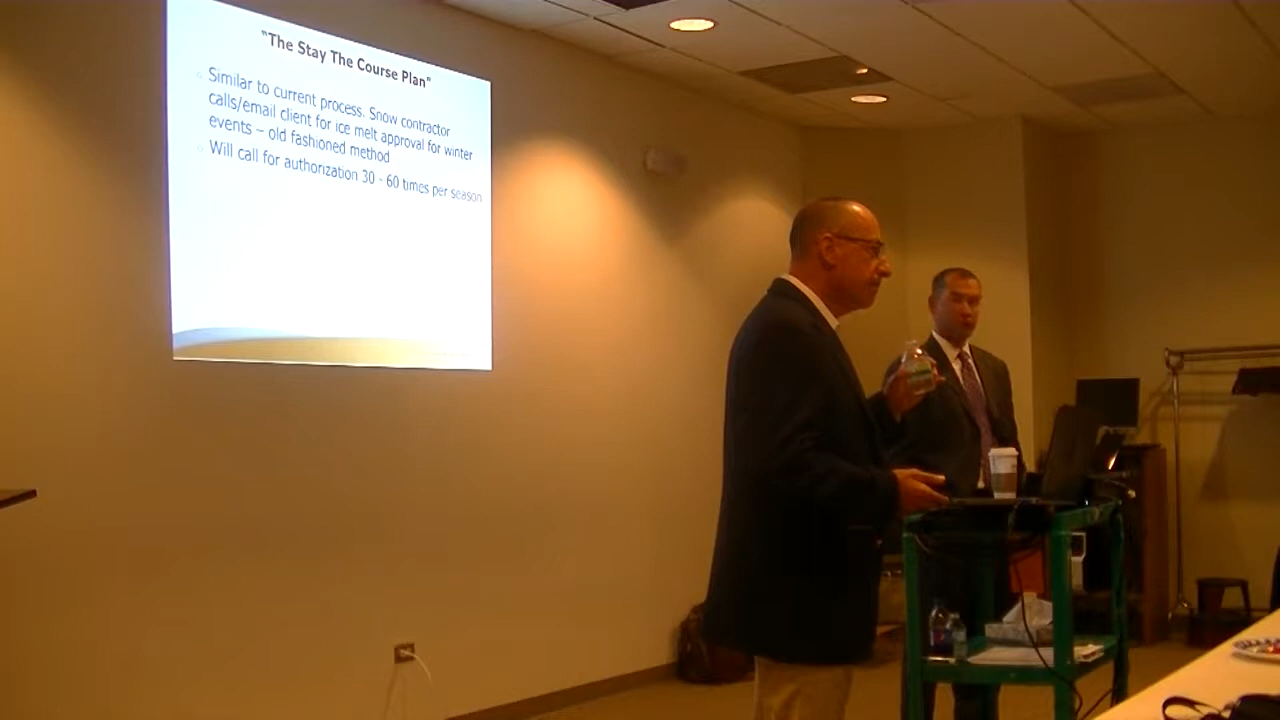 "The Stay The Course Plan"
Similar to current process. Snow contractor
calls/email client for ice melt approval for winter
events – old fashioned method
Will call for authorization 30 - 60 times per season